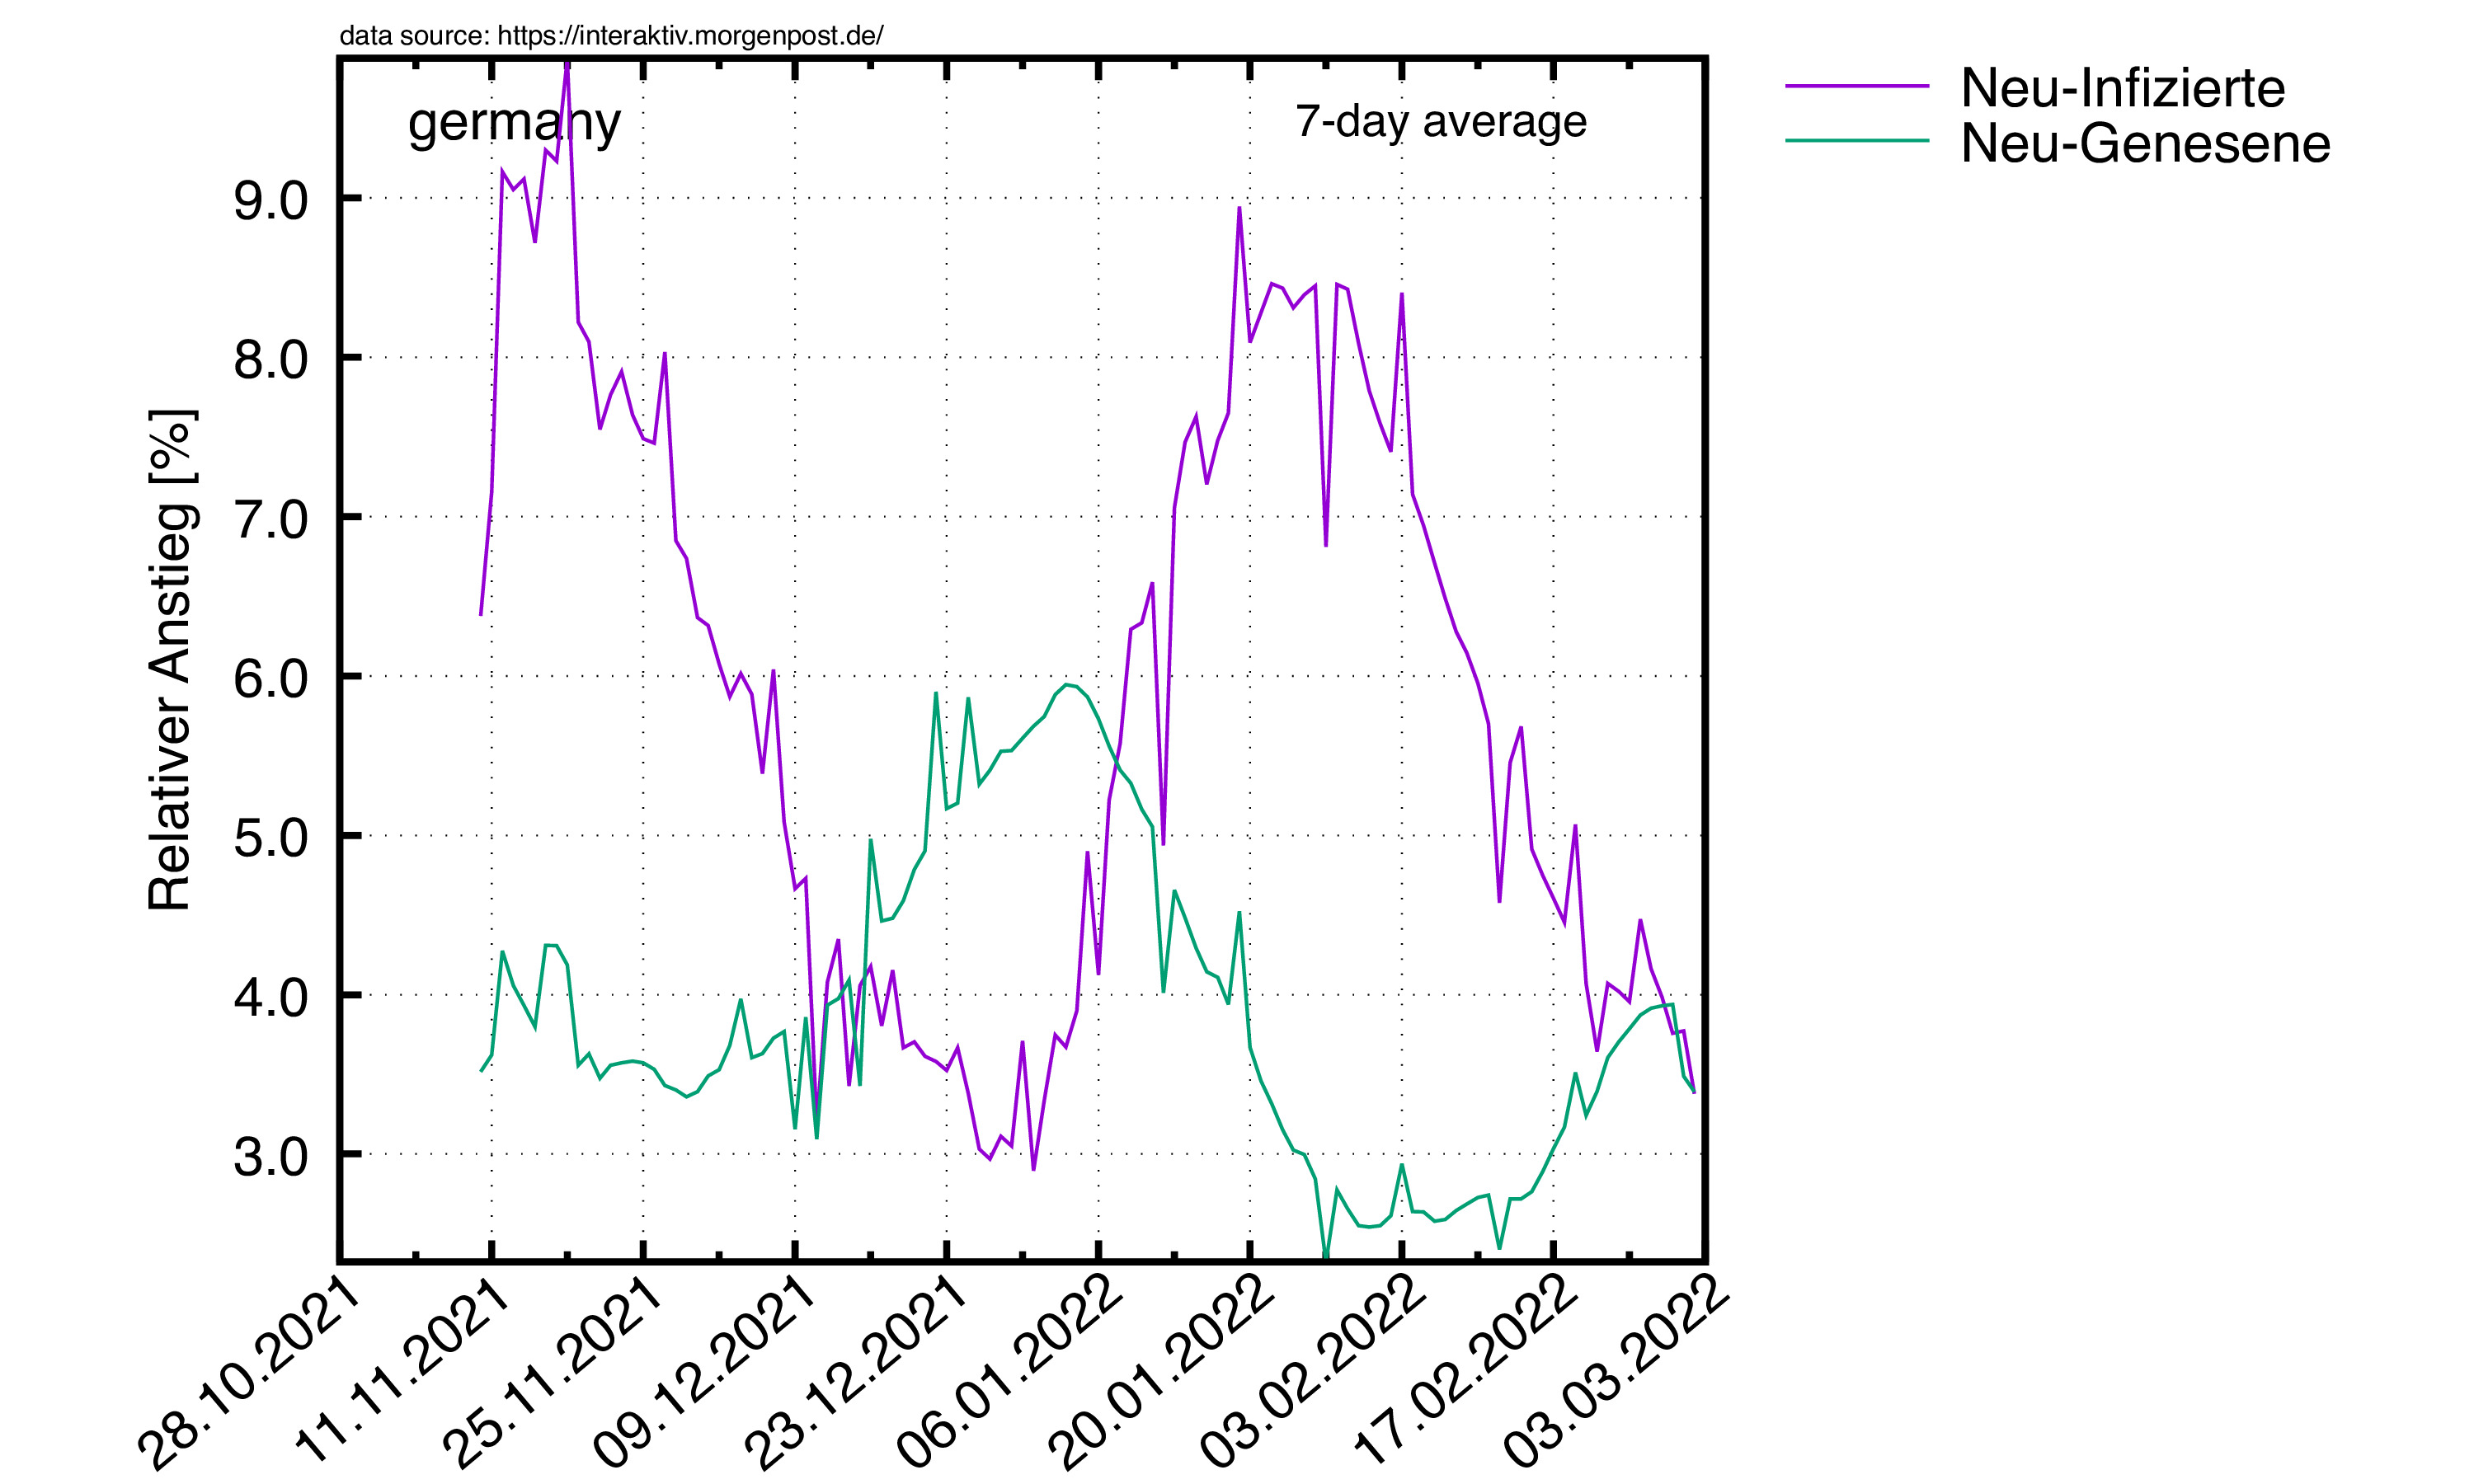 data source: https://interaktiv.morgenpost.de/
germany
7-day average
Neu-Infizierte
Neu-Genesene
Relativer Anstieg [%]
9.0
8.0
7.0
6.0
5.0
4.0
3.0
28.10.2021
11.11.2021
25.11.2021
09.12.2021
23.12.2021
06.01.2022
20.01.2022
03.02.2022
17.02.2022
03.03.2022